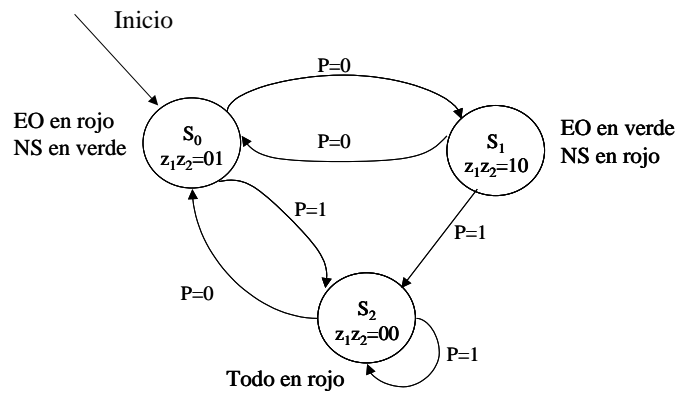 Inicio
P=0
EO en rojo
NS en verde
S₀
z₁z₂=01
P=0
S₁
z₁z₂=10
EO en verde
NS en rojo
P=1
P=1
P=0
S₂
z₁z₂=00
P=1
Todo en rojo